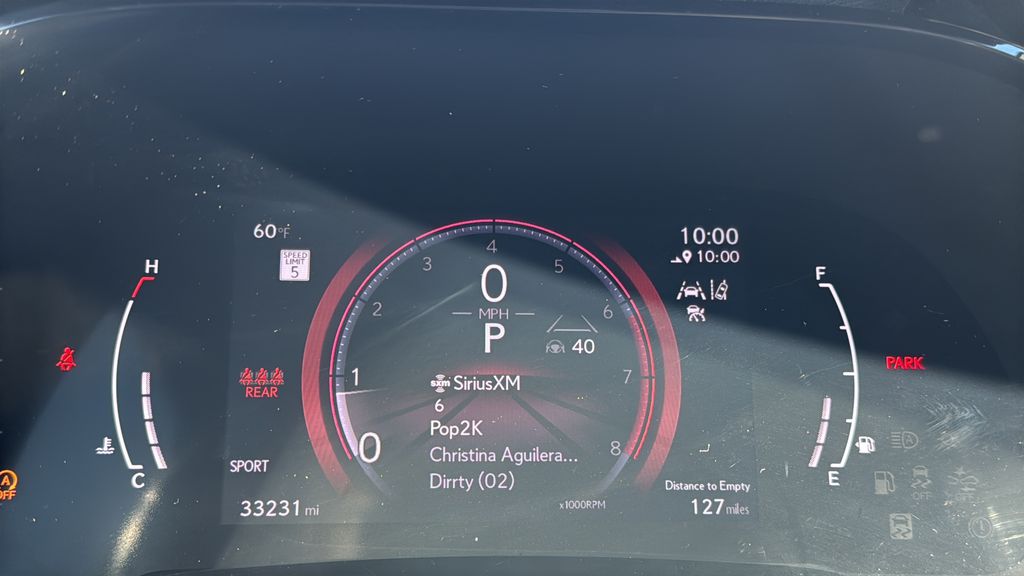 60°F
SPEED
LIMIT
5
10:00
10:00
H
C
REAR
SPORT
33231 mi
OFF
0
1
2
3
4
5
6
7
8
x1000RPM
0
MPH
P
40
sxm SiriusXM
6
Pop2K
Christina Aguilera...
Dirrty (02)
F
E
PARK
Distance to Empty
127 miles
A
OFF